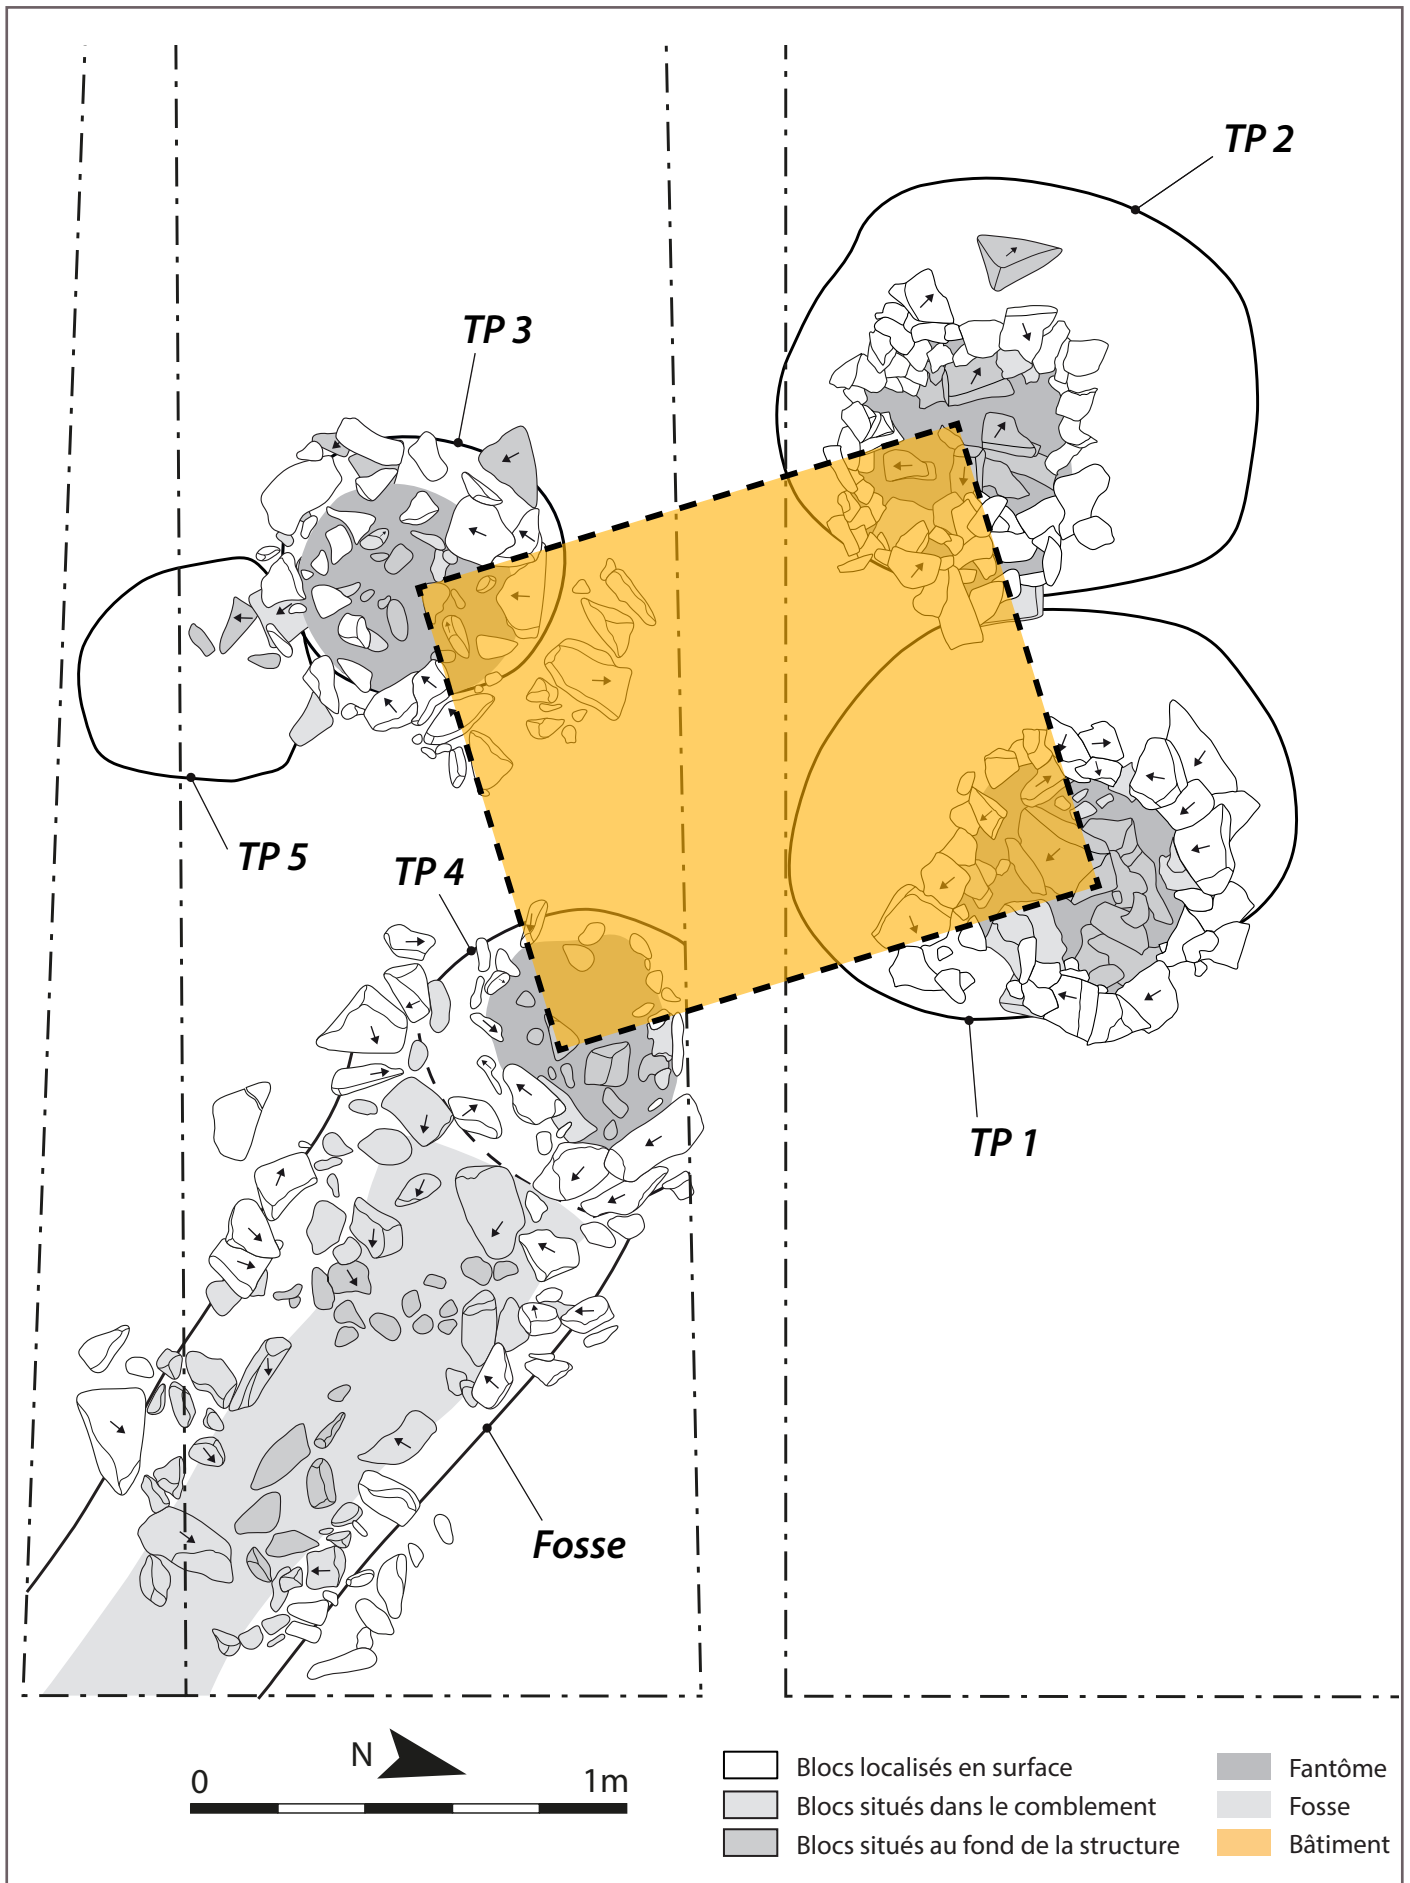 TP 2
TP 3
TP 5
TP 4
TP 1
Fosse
N
0 1m
Blocs localisés en surface
Blocs situés dans le comblement
Blocs situés au fond de la structure
Fantôme
Fosse
Bâtiment